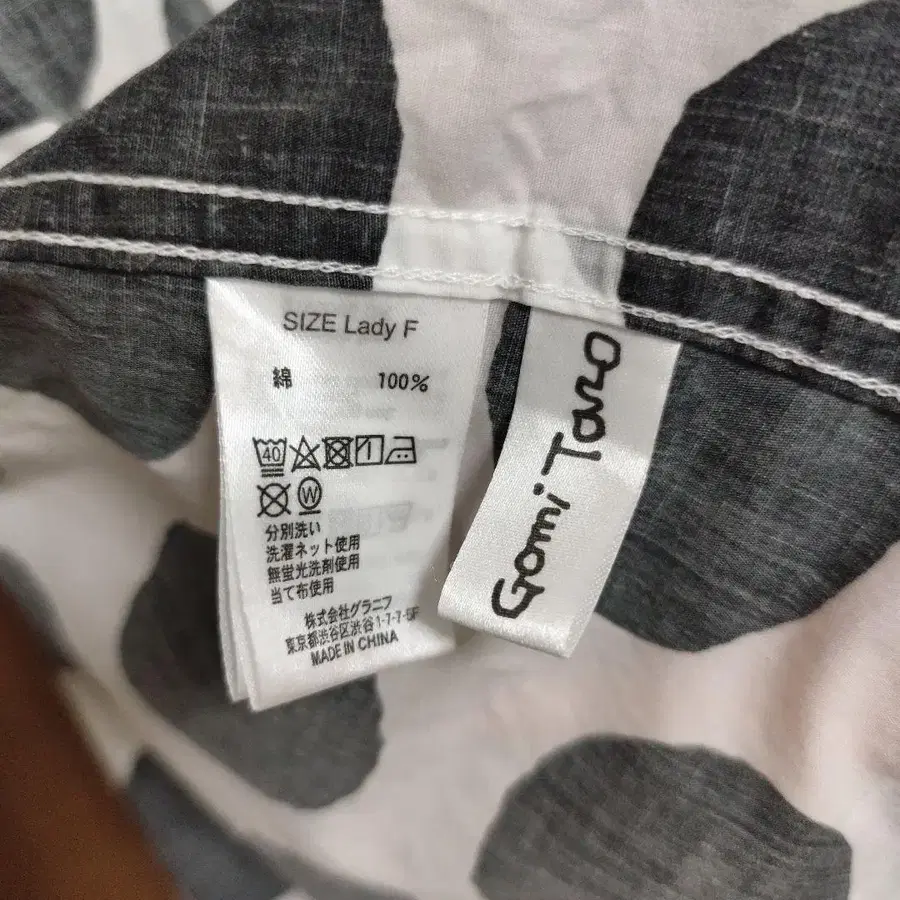 SIZE Lady F
綿 100%
40
W
分別洗い
洗濯ネット使用
無蛍光洗剤使用
当て布使用
株式会社グラニフ
東京都渋谷区渋谷1-7-7-5F
MADE IN CHINA
Gomi Taro